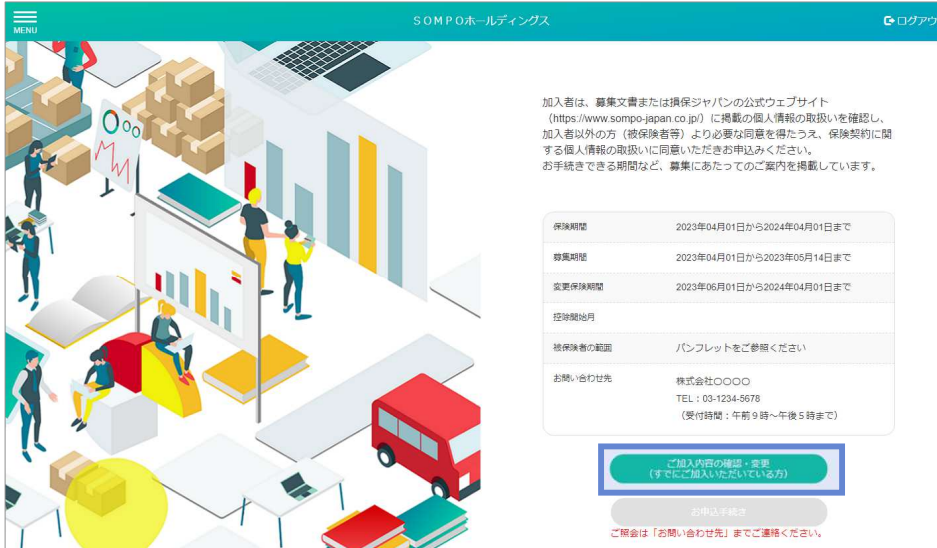 MENU
SOMPOホールディングス
ログアウ
加入者は、募集文書または損保ジャパンの公式ウェブサイト
（https://www.sompo-japan.co.jp/）に掲載の個人情報の取扱いを確認し、
加入者以外の方（被保険者等）より必要な同意を得たうえ、保険契約に関
する個人情報の取扱いに同意いただきお申込みください。
お手続きできる期間など、募集にあたってのご案内を掲載しています。
保険期間 2023年04月01日から2024年04月01日まで
募集期間 2023年04月01日から2023年05月14日まで
変更保険期間 2023年06月01日から2024年04月01日まで
控除開始月
被保険者の範囲 パンフレットをご参照ください
お問い合わせ先 株式会社〇〇〇〇
TEL：03-1234-5678
（受付時間：午前９時～午後５時まで）
ご加入内容の確認・変更
（すでにご加入いただいている方）
お申込手続き
ご照会は「お問い合わせ先」までご連絡ください。